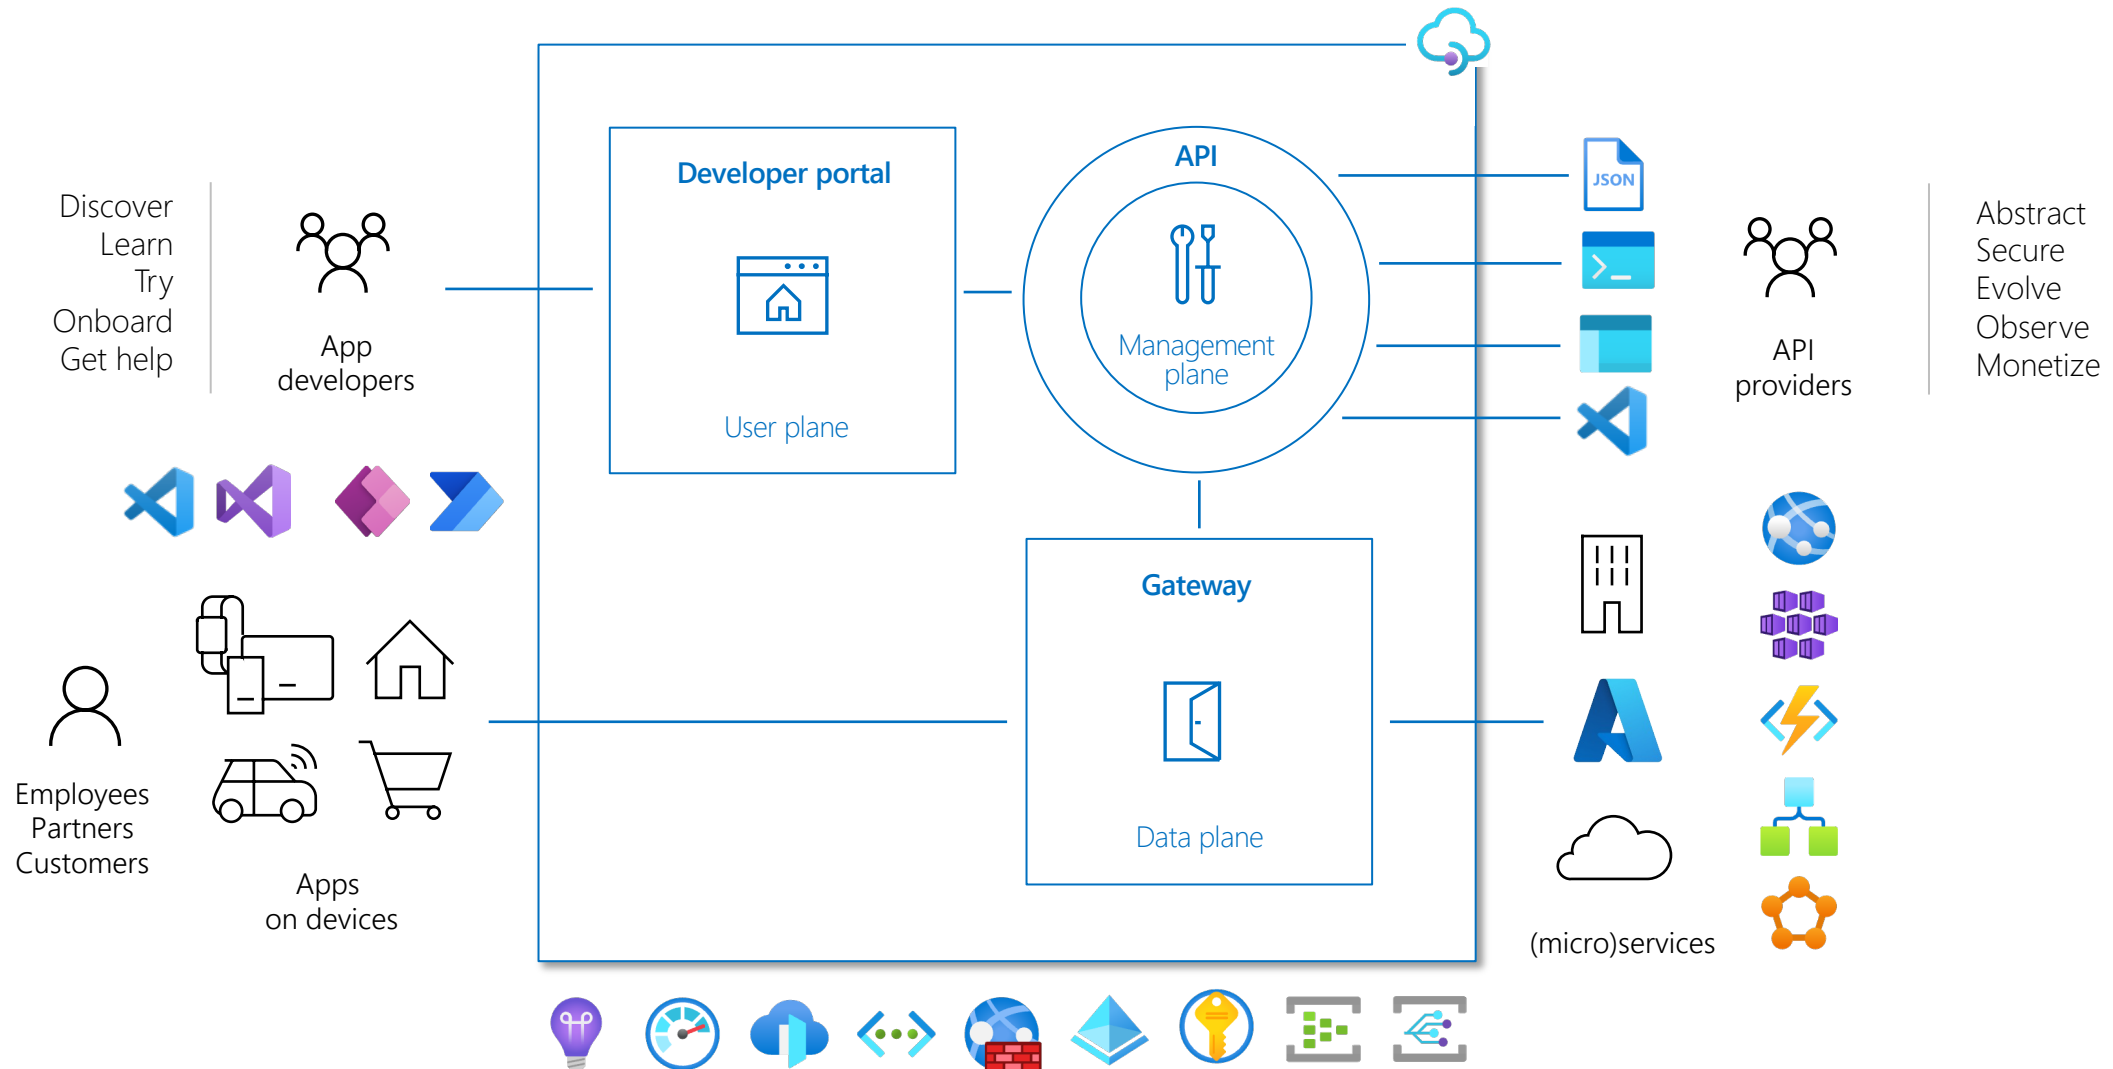 Discover
Learn
Try
Onboard
Get help
App
developers
Developer portal
User plane
API
Management
plane
JSON
API
providers
Abstract
Secure
Evolve
Observe
Monetize
Employees
Partners
Customers
Apps
on devices
Gateway
Data plane
(micro)services